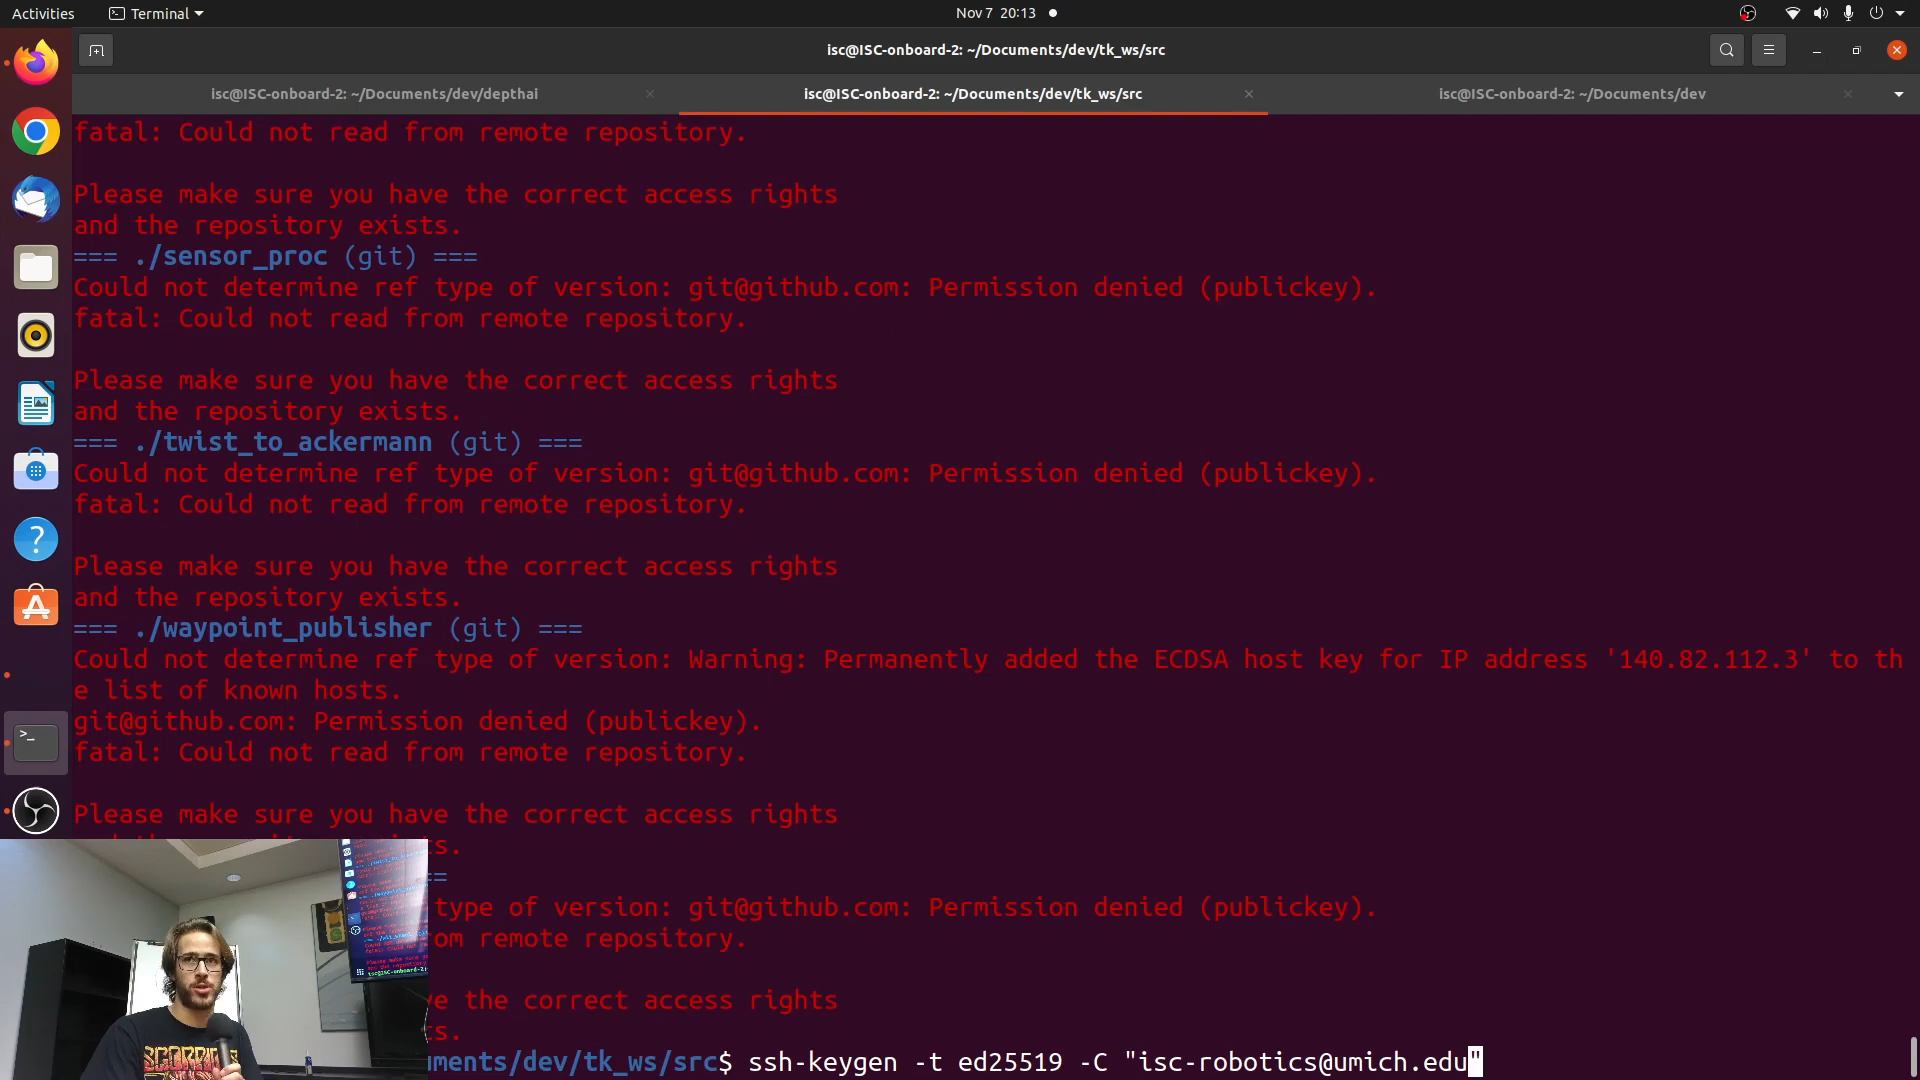 Activities
Terminal
Nov 7 20:13
isc@ISC-onboard-2: ~/Documents/dev/tk_ws/src
isc@ISC-onboard-2: ~/Documents/dev/depthai
isc@ISC-onboard-2: ~/Documents/dev/tk_ws/src
isc@ISC-onboard-2: ~/Documents/dev
fatal: Could not read from remote repository.
Please make sure you have the correct access rights
and the repository exists.
=== ./sensor_proc (git) ===
Could not determine ref type of version: git@github.com: Permission denied (publickey).
fatal: Could not read from remote repository.
Please make sure you have the correct access rights
and the repository exists.
=== ./twist_to_ackermann (git) ===
Could not determine ref type of version: git@github.com: Permission denied (publickey).
fatal: Could not read from remote repository.
Please make sure you have the correct access rights
and the repository exists.
=== ./waypoint_publisher (git) ===
Could not determine ref type of version: Warning: Permanently added the ECDSA host key for IP address '140.82.112.3' to th
e list of known hosts.
git@github.com: Permission denied (publickey).
fatal: Could not read from remote repository.
Please make sure you have the correct access rights
s.
==
type of version: git@github.com: Permission denied (publickey).
om remote repository.
ve the correct access rights
ts.
uments/dev/tk_ws/src$ ssh-keygen -t ed25519 -C "isc-robotics@umich.edu"
SCORPIONS